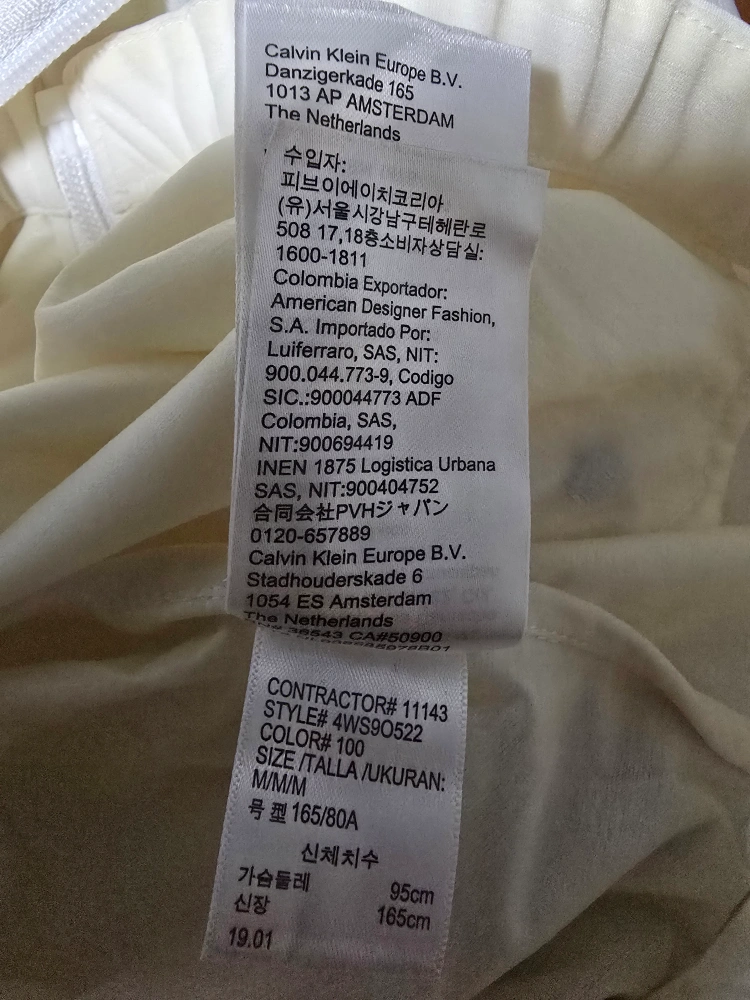 Calvin Klein Europe B.V.
Danzigerkade 165
1013 AP AMSTERDAM
The Netherlands
수입자:
피브이에이치코리아
(유)서울시강남구테헤란로
508 17,18층소비자상담실:
1600-1811
Colombia Exportador:
American Designer Fashion,
S.A. Importado Por:
Luiferraro, SAS, NIT:
900.044.773-9, Codigo
SIC.:900044773 ADF
Colombia, SAS,
NIT:900694419
INEN 1875 Logistica Urbana
SAS, NIT:900404752
合同会社PVHジャパン
0120-657889
Calvin Klein Europe B.V.
Stadhouderskade 6
1054 ES Amsterdam
The Netherlands
36543 CA#50900
CONTRACTOR# 11143
STYLE# 4WS9O522
COLOR# 100
SIZE /TALLA /UKURAN:
M/M/M
号型165/80A
신체치수
가슴둘레 95cm
신장 165cm
19.01